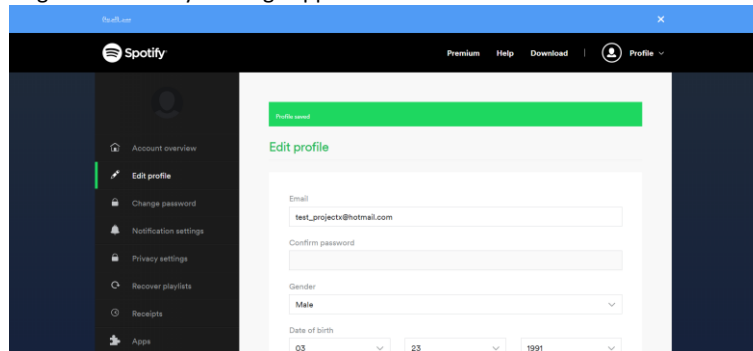 Spotify
Premium Help Download | Profile
Profile saved
Account overview
Edit profile
Change password
Notification settings
Privacy settings
Recover playlists
Receipts
Apps
Edit profile
Email
test_projectx@hotmail.com
Confirm password
Gender
Male
Date of birth
03 23 1991